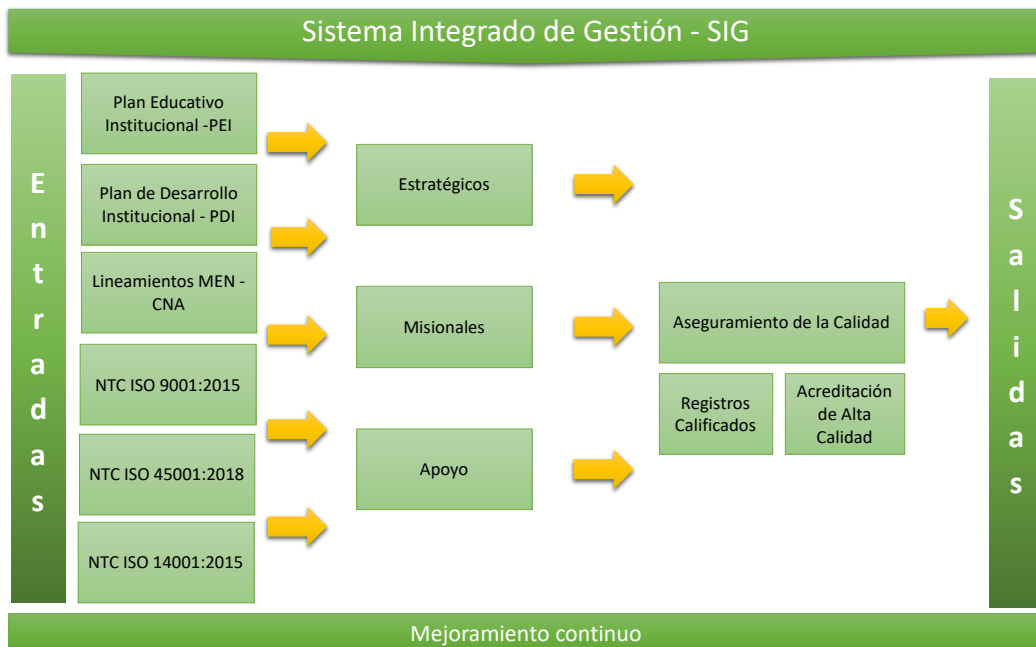 Sistema Integrado de Gestión - SIG
Entradas
Plan Educativo
Institucional -PEI
Plan de Desarrollo
Institucional - PDI
Lineamientos MEN -
CNA
NTC ISO 9001:2015
NTC ISO 45001:2018
NTC ISO 14001:2015
Estratégicos
Misionales
Apoyo
Aseguramiento de la Calidad
Registros
Calificados
Acreditación
de Alta
Calidad
Salidas
Mejoramiento continuo